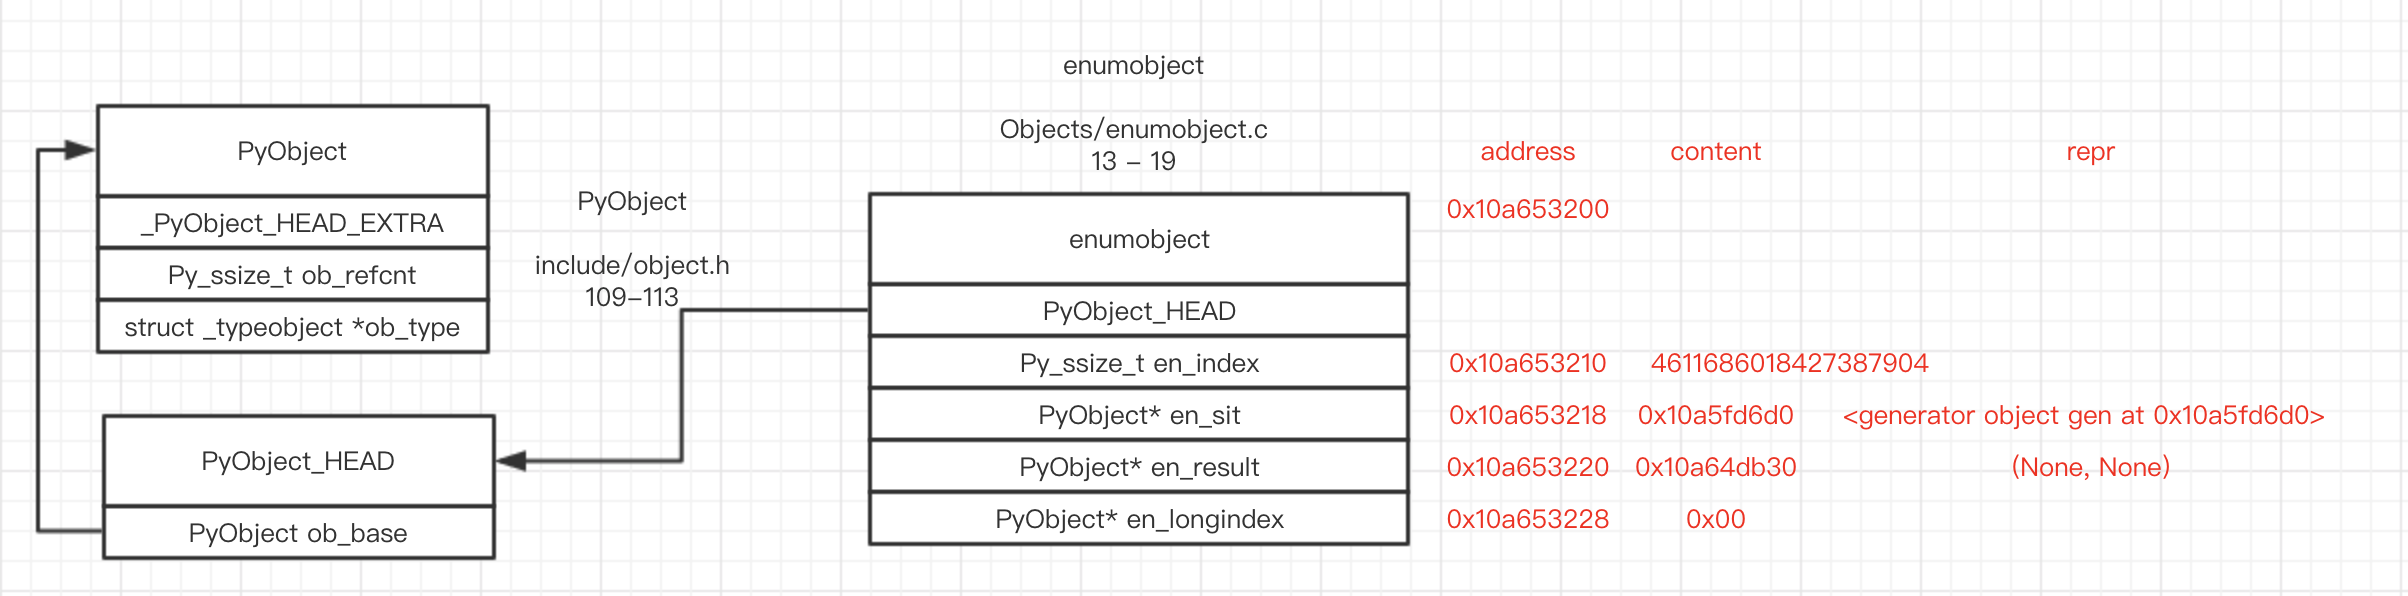 PyObject
_PyObject_HEAD_EXTRA
Py_ssize_t ob_refcnt
struct _typeobject *ob_type
PyObject_HEAD
PyObject ob_base
PyObject
include/object.h
109-113
enumobject
Objects/enumobject.c
13 - 19
enumobject
PyObject_HEAD
Py_ssize_t en_index
PyObject* en_sit
PyObject* en_result
PyObject* en_longindex
address content repr
0x10a653200
0x10a653210 4611686018427387904
0x10a653218 0x10a5fd6d0 <generator object gen at 0x10a5fd6d0>
0x10a653220 0x10a64db30 (None, None)
0x10a653228 0x00